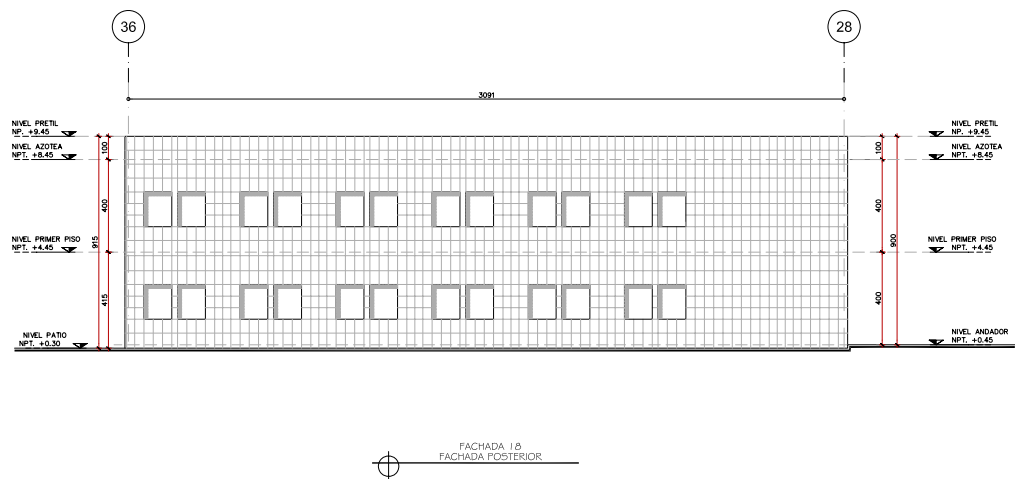 36
28
3091
NIVEL PRETIL
NP. +9.45
NIVEL AZOTEA
NPT. +8.45
100
400
915
NIVEL PRIMER PISO
NPT. +4.45
415
NIVEL PATIO
NPT. +0.30
NIVEL PRETIL
NP. +9.45
NIVEL AZOTEA
NPT. +8.45
100
400
900
NIVEL PRIMER PISO
NPT. +4.45
400
NIVEL ANDADOR
NPT. +0.45
FACHADA 18
FACHADA POSTERIOR